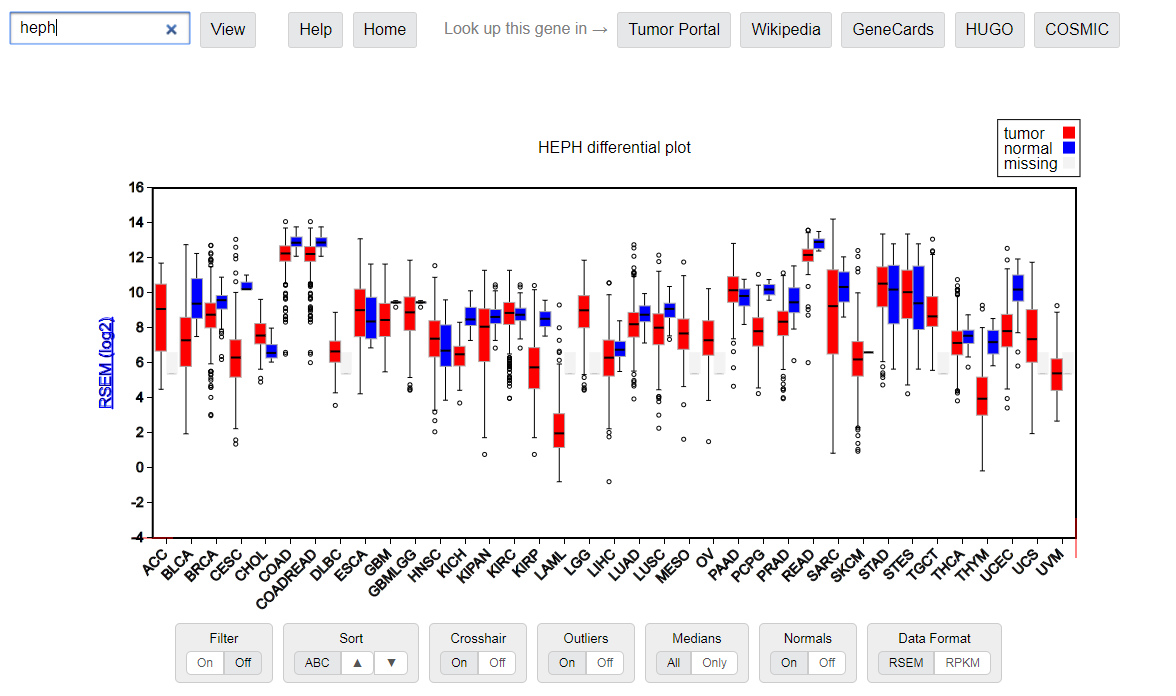 heph
View
Help
Home
Look up this gene in →
Tumor Portal
Wikipedia
GeneCards
HUGO
COSMIC
HEPH differential plot
tumor
normal
missing
RSEM (log2)
16
14
12
10
8
6
4
2
0
-2
-4
ACC
BLCA
BRCA
CESC
CHOL
COAD
COADREAD
DLBC
ESCA
GBM
GBMLGG
HNSC
KICH
KIPAN
KIRC
KIRP
LAML
LGG
LIHC
LUAD
LUSC
MESO
OV
PAAD
PCPG
PRAD
READ
SARC
SKCM
STAD
STES
TGCT
THCA
THYM
UCEC
UCS
UVM
Filter
On Off
Sort
ABC ▲ ▼
Crosshair
On Off
Outliers
On Off
Medians
All Only
Normals
On Off
Data Format
RSEM RPKM